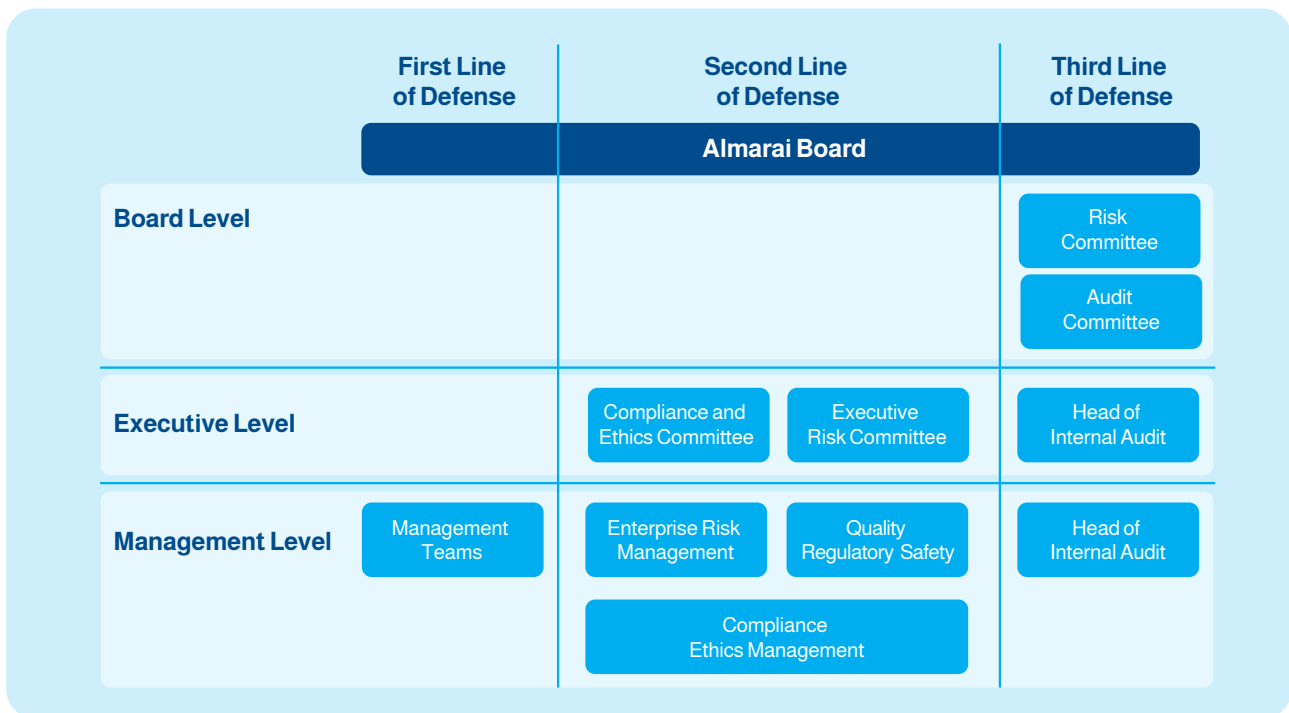 First Line
of Defense
Second Line
of Defense
Third Line
of Defense
Almarai Board
Board Level
Risk
Committee
Audit
Committee
Executive Level
Compliance and
Ethics Committee
Executive
Risk Committee
Head of
Internal Audit
Management Level
Management
Teams
Enterprise Risk
Management
Quality
Regulatory Safety
Head of
Internal Audit
Compliance
Ethics Management